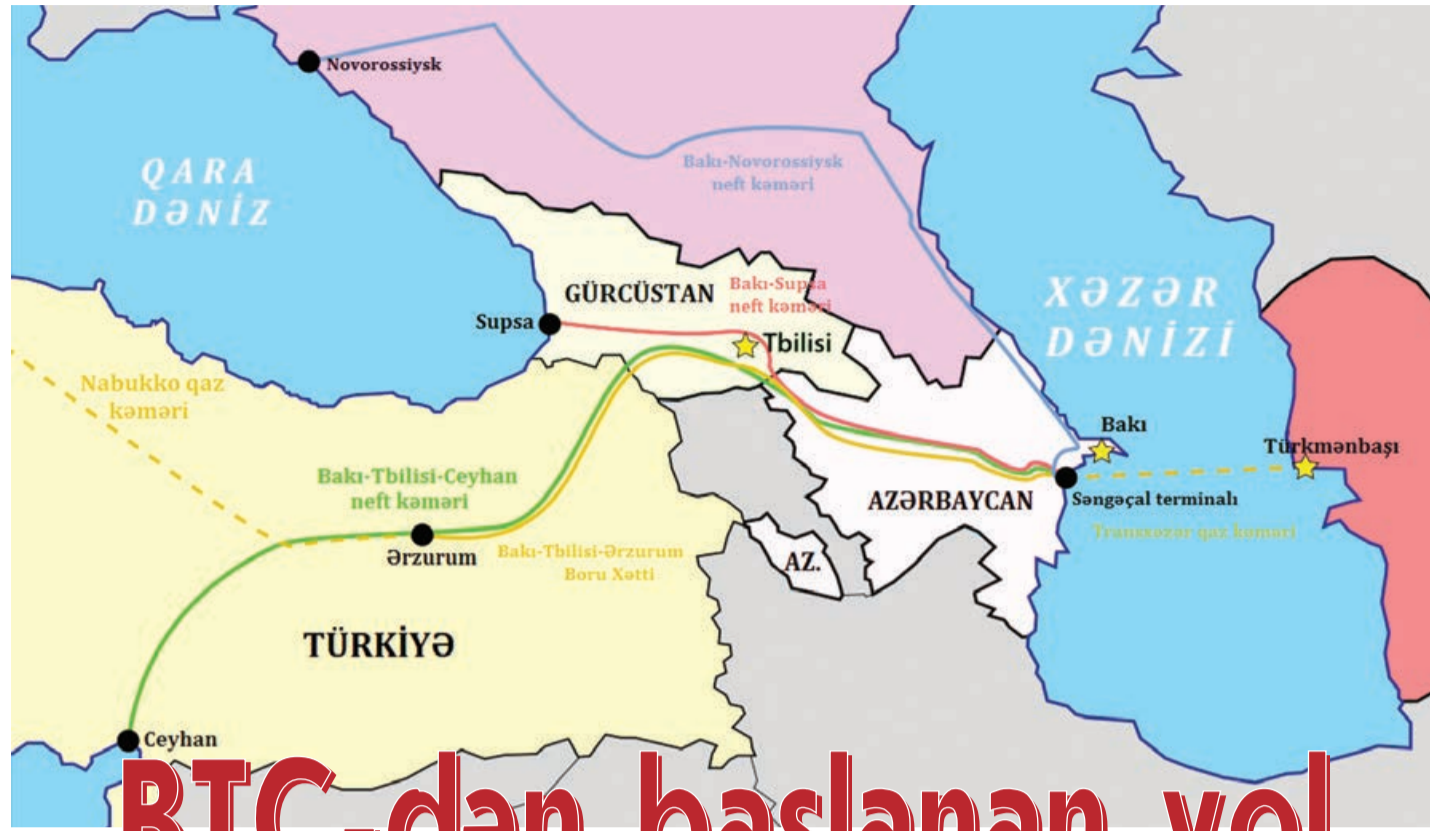 Novorossiysk
QARA
DƏNİZ
Bakı-Novorossiysk
neft kəməri
GÜRCÜSTAN
Bakı-Supsa
neft kəməri
XƏZƏR
DƏNİZİ
Supsa
Tbilisi
Nabukko qaz
kəməri
Bakı
Türkmənbaşı
Bakı-Tbilisi-Ceyhan
neft kəməri
AZƏRBAYCAN
Səngəçal terminalı
Transxəzər qaz kəməri
Ərzurum
Bakı-Tbilisi-Ərzurum
Boru Xətti
AZ.
TÜRKİYƏ
Ceyhan
BTC-dən başlanan yol